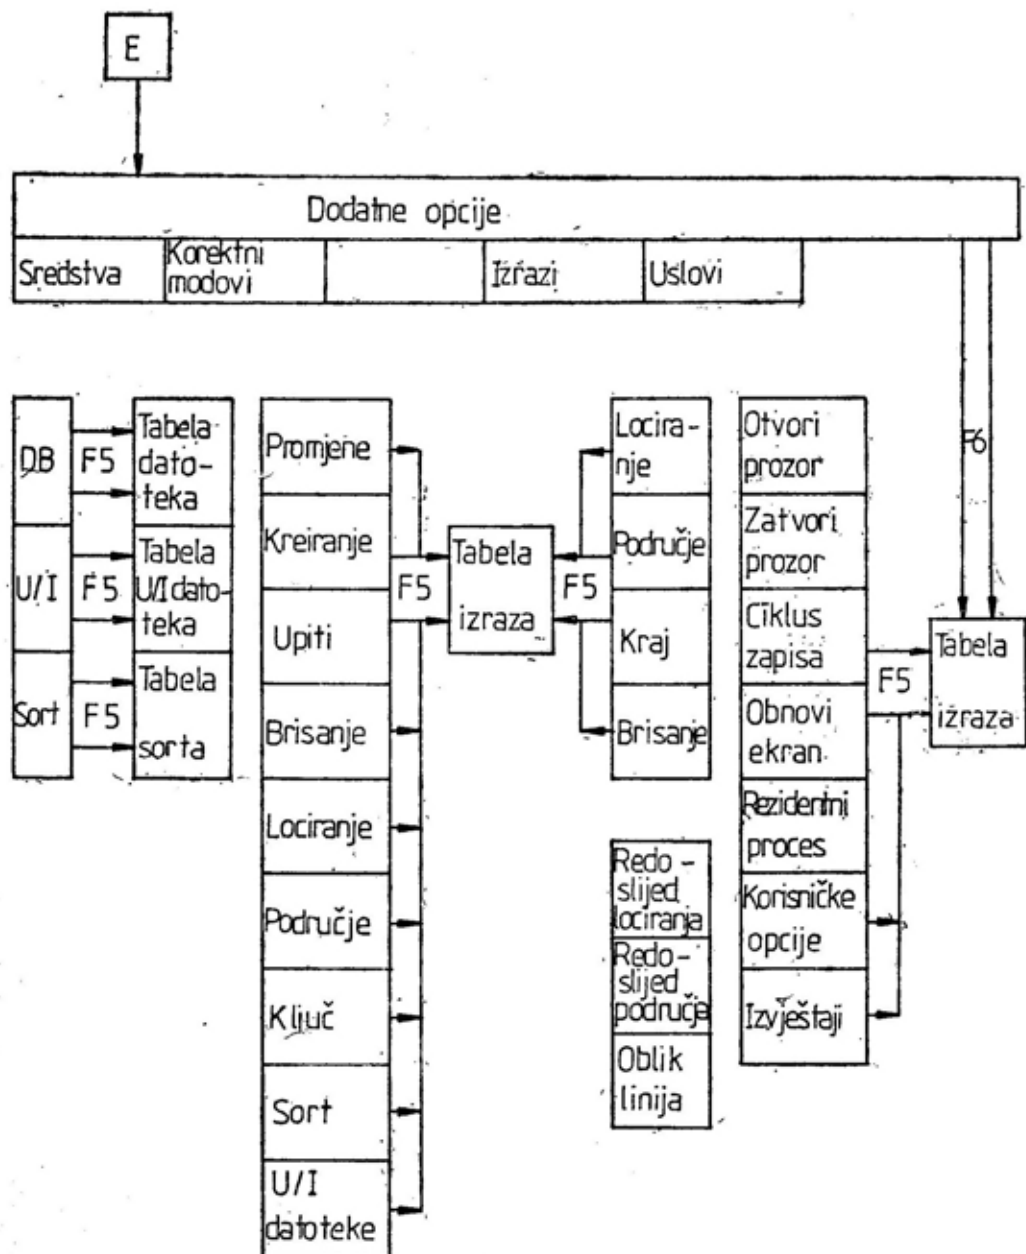 E
Dodatne opcije
Sredstva
Korektni
modovi
Izrazi
Uslovi
DB
F5
Tabela
dato-
teka
U/I
F5
Tabela
U/I dato-
teka
Sort
F5
Tabela
sorta
Promjene
Kreiranje
Upiti
Brisanje
Lociranje
Područje
Ključ
Sort
U/I
datoteke
F5
Tabela
izraza
F5
Locira-
nje
Područje
Kraj
Brisanje
Redo-
slijed
lociranja
Redo-
slijed
područja
Oblik
linija
Otvori
prozor
Zatvori
prozor
Ciklus
zapisa
Obnovi
ekran
Rezidentni
proces
Korisničke
opcije
Izvještaji
F5
F6
Tabela
izraza